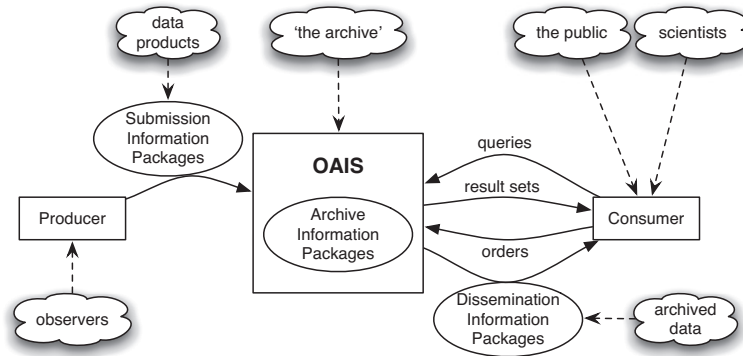 data
products
‘the archive’
the public
scientists
Submission
Information
Packages
OAIS
queries
result sets
Producer
Archive
Information
Packages
Consumer
orders
observers
Dissemination
Information
Packages
archived
data